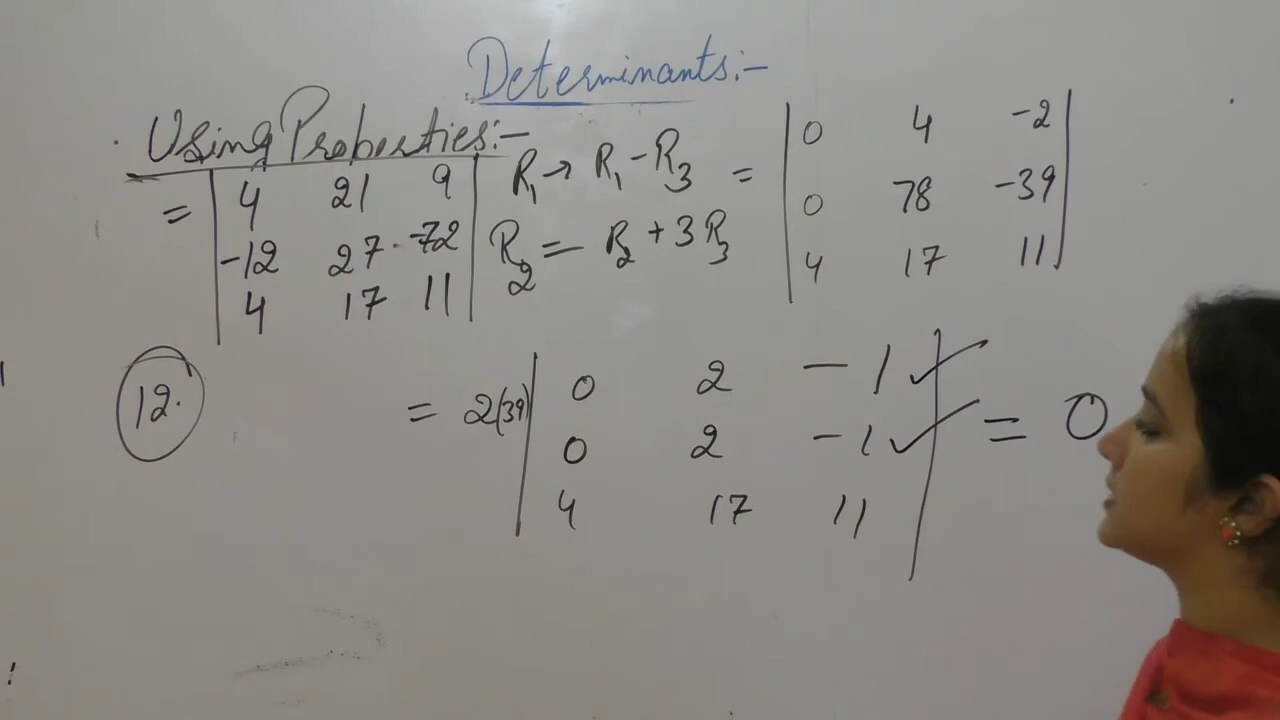 Determinants:-
Using Properties:-
= | 4 21 9 | R₁ → R₁ - R₃ = | 0 4 -2 |
| -12 27 -72 | R₂ = R₂ + 3R₃ | 0 78 -39 |
| 4 17 11 | | 4 17 11 |
12.
= 2(39) | 0 2 -1 ✓ | = 0
| 0 2 -1 ✓ |
| 4 17 11 |